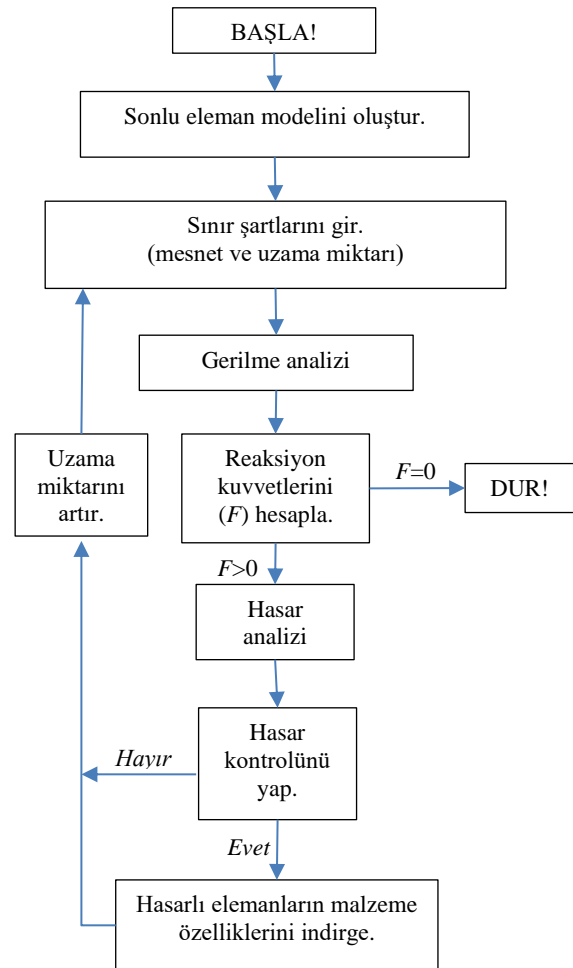 BAŞLA!
Sonlu eleman modelini oluştur.
Sınır şartlarını gir.
(mesnet ve uzama miktarı)
Gerilme analizi
Uzama
miktarını
artır.
Reaksiyon
kuvvetlerini
(F) hesapla.
F=0
DUR!
F>0
Hasar
analizi
Hasar
kontrolünü
yap.
Hayır
Evet
Hasarlı elemanların malzeme
özelliklerini indirge.